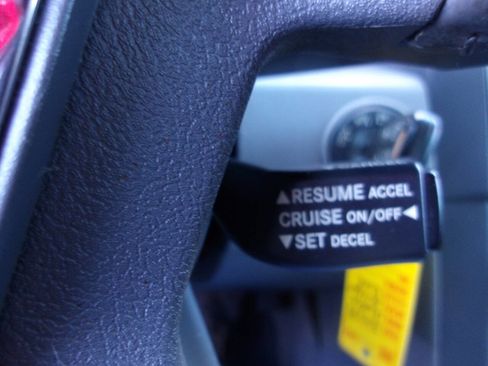 ▲RESUME ACCEL
CRUISE ON/OFF◀
▼SET DECEL